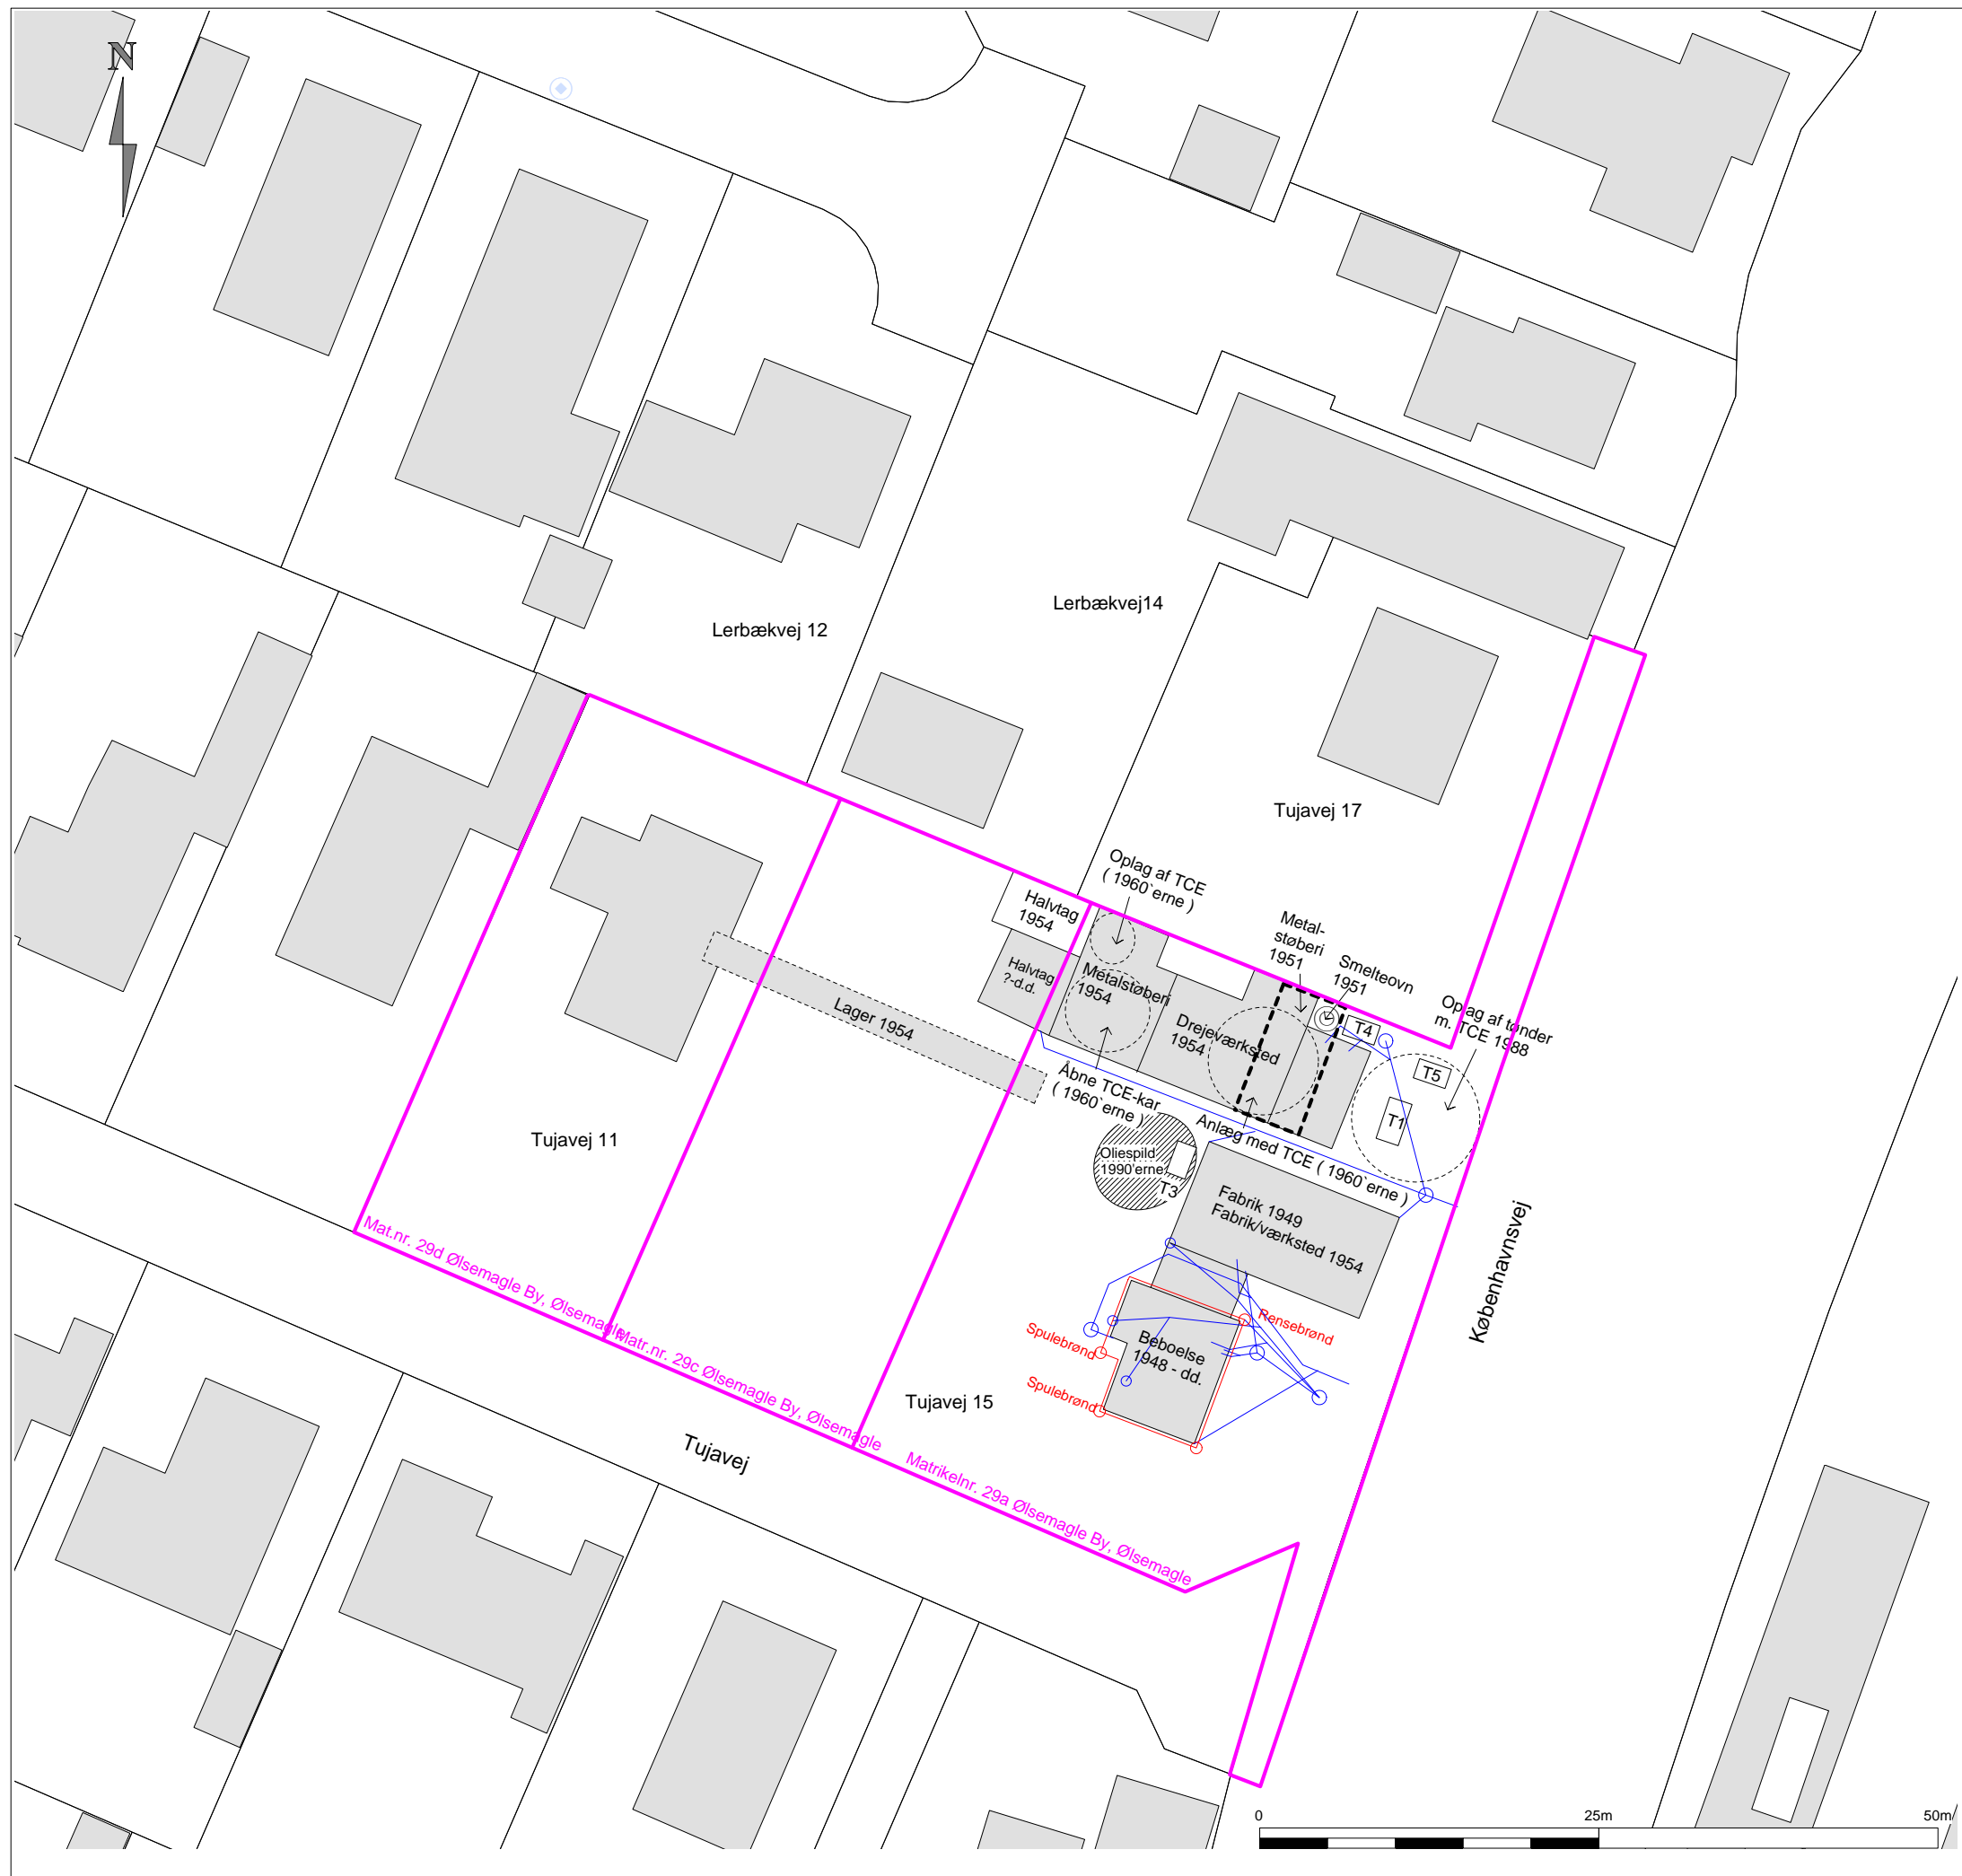 N
Lerbækvej14
Lerbækvej 12
Tujavej 17
Oplag af TCE
( 1960`erne )
Halvtag
1954
Metal-
støberi
1951
Smelteovn
1951
Halvtag
?-d.d.
Metalstøberi
1954
Oplag af tønder
m. TCE 1988
T4
Lager 1954
Drejeværksted
1954
T5
Åbne TCE-kar
( 1960`erne )
T1
Tujavej 11
Anlæg med TCE ( 1960`erne )
Oliespild
1990'erne
T3
Fabrik 1949
Fabrik/værksted 1954
Københavnsvej
Mat.nr. 29d Ølsemagle By, Ølsemagle
Matr.nr. 29c Ølsemagle By, Ølsemagle
Rensebrønd
Spulebrønd
Beboelse
1948 - dd.
Spulebrønd
Tujavej 15
Tujavej
Matrikelnr. 29a Ølsemagle By, Ølsemagle
0 25m 50m